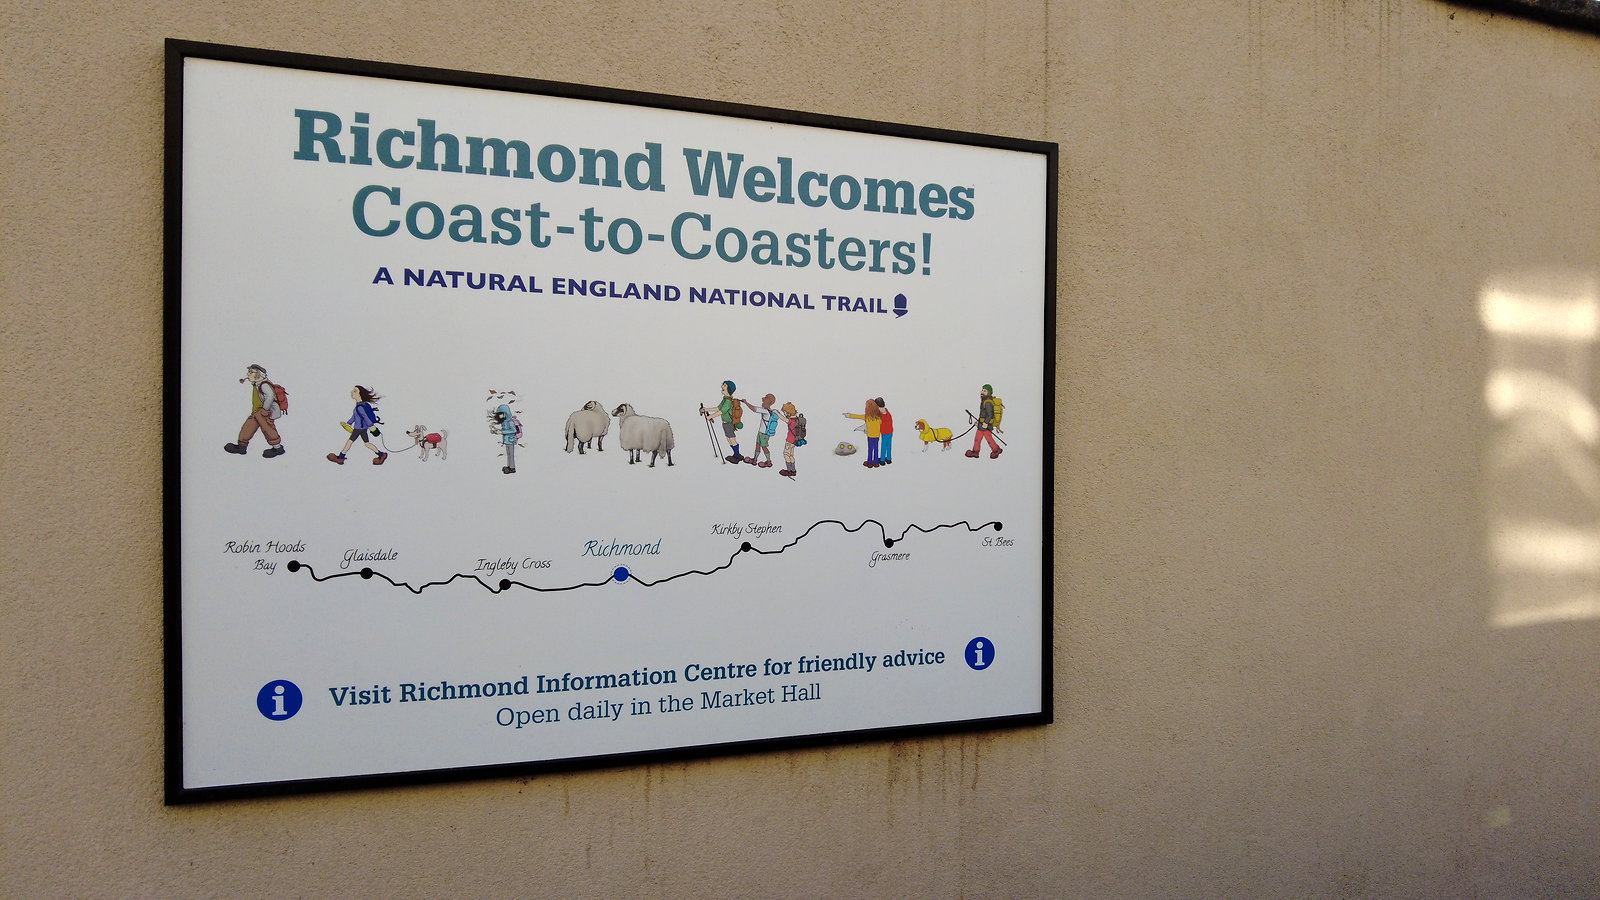 Richmond Welcomes
Coast-to-Coasters!
A NATURAL ENGLAND NATIONAL TRAIL
Robin Hoods
Bay
Glaisdale
Ingleby Cross
Richmond
Kirkby Stephen
Grasmere
St Bees
i
Visit Richmond Information Centre for friendly advice
i
Open daily in the Market Hall